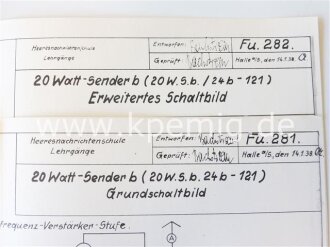 Heeresnachrichtenschule
Lehrgänge
Entworfen:
Geprüft:
Fu. 282.
Halle a/S., den 14.1.38
20 Watt-Sender b (20 W.S.b./24b-121)
Erweitertes Schaltbild
www.kpemig.de
Heeresnachrichtenschule
Lehrgänge
Entworfen:
Geprüft:
Fu. 281.
Halle a/S., den 14.1.38
20 Watt-Sender b (20 W.S.b. 24b-121)
Grundschaltbild
frequenz-Verstärker-Stufe.
A